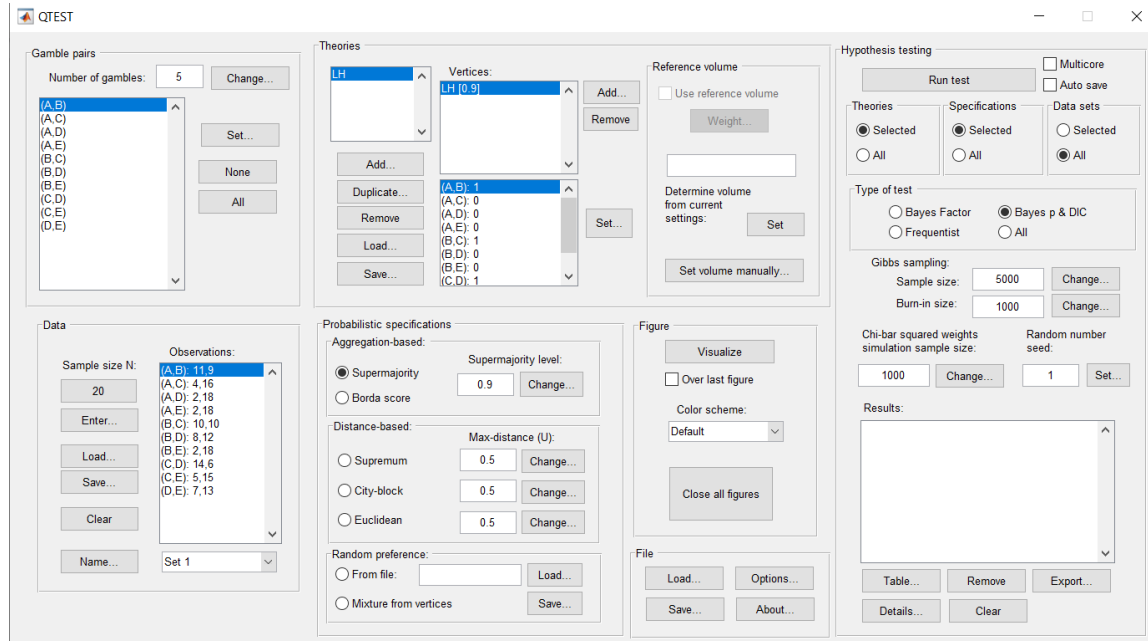 QTEST
Gamble pairs
Number of gambles: 5 Change...
(A,B)
(A,C)
(A,D)
(A,E)
(B,C)
(B,D)
(B,E)
(C,D)
(C,E)
(D,E)
Set...
None
All
Theories
LH
Add...
Duplicate...
Remove
Load...
Save...
Vertices:
LH [0.9]
Add...
Remove
(A,B): 1
(A,C): 0
(A,D): 0
(A,E): 0
(B,C): 1
(B,D): 0
(B,E): 0
(C,D): 1
Set...
Reference volume
Use reference volume
Weight...
Determine volume
from current
settings:
Set
Set volume manually...
Hypothesis testing
Run test
Multicore
Auto save
Theories
Selected
All
Specifications
Selected
All
Data sets
Selected
All
Type of test
Bayes Factor Bayes p & DIC
Frequentist All
Gibbs sampling:
Sample size: 5000 Change...
Burn-in size: 1000 Change...
Chi-bar squared weights
simulation sample size:
1000 Change...
Random number
seed:
1 Set...
Results:
Table... Remove Export...
Details... Clear
Data
Sample size N:
20
Enter...
Load...
Save...
Clear
Name...
Observations:
(A,B): 11,9
(A,C): 4,16
(A,D): 2,18
(A,E): 2,18
(B,C): 10,10
(B,D): 8,12
(B,E): 2,18
(C,D): 14,6
(C,E): 5,15
(D,E): 7,13
Set 1
Probabilistic specifications
Aggregation-based:
Supermajority
Borda score
Supermajority level:
0.9 Change...
Distance-based:
Max-distance (U):
Supremum 0.5 Change...
City-block 0.5 Change...
Euclidean 0.5 Change...
Random preference:
From file: Load...
Mixture from vertices Save...
Figure
Visualize
Over last figure
Color scheme:
Default
Close all figures
File
Load... Options...
Save... About...